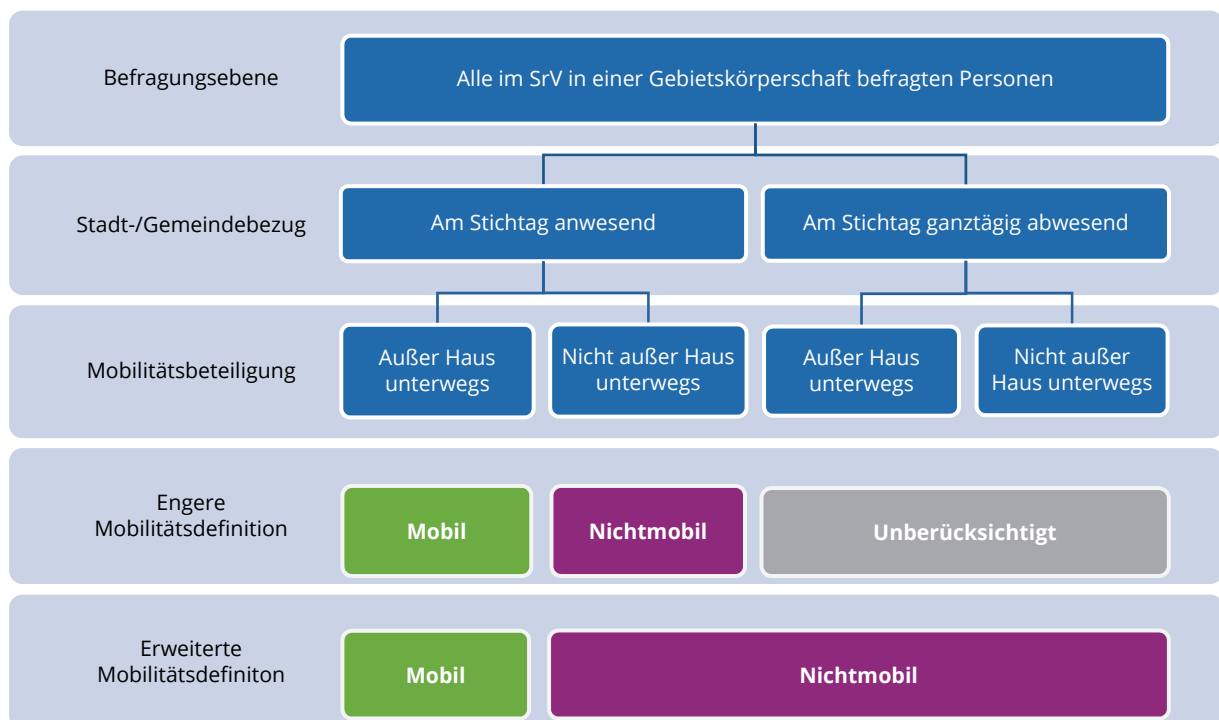 Befragungsebene
Alle im SrV in einer Gebietskörperschaft befragten Personen
Stadt-/Gemeindebezug
Am Stichtag anwesend
Am Stichtag ganztägig abwesend
Mobilitätsbeteiligung
Außer Haus
unterwegs
Nicht außer Haus
unterwegs
Außer Haus
unterwegs
Nicht außer
Haus unterwegs
Engere
Mobilitätsdefinition
Mobil
Nichtmobil
Unberücksichtigt
Erweiterte
Mobilitätsdefiniton
Mobil
Nichtmobil